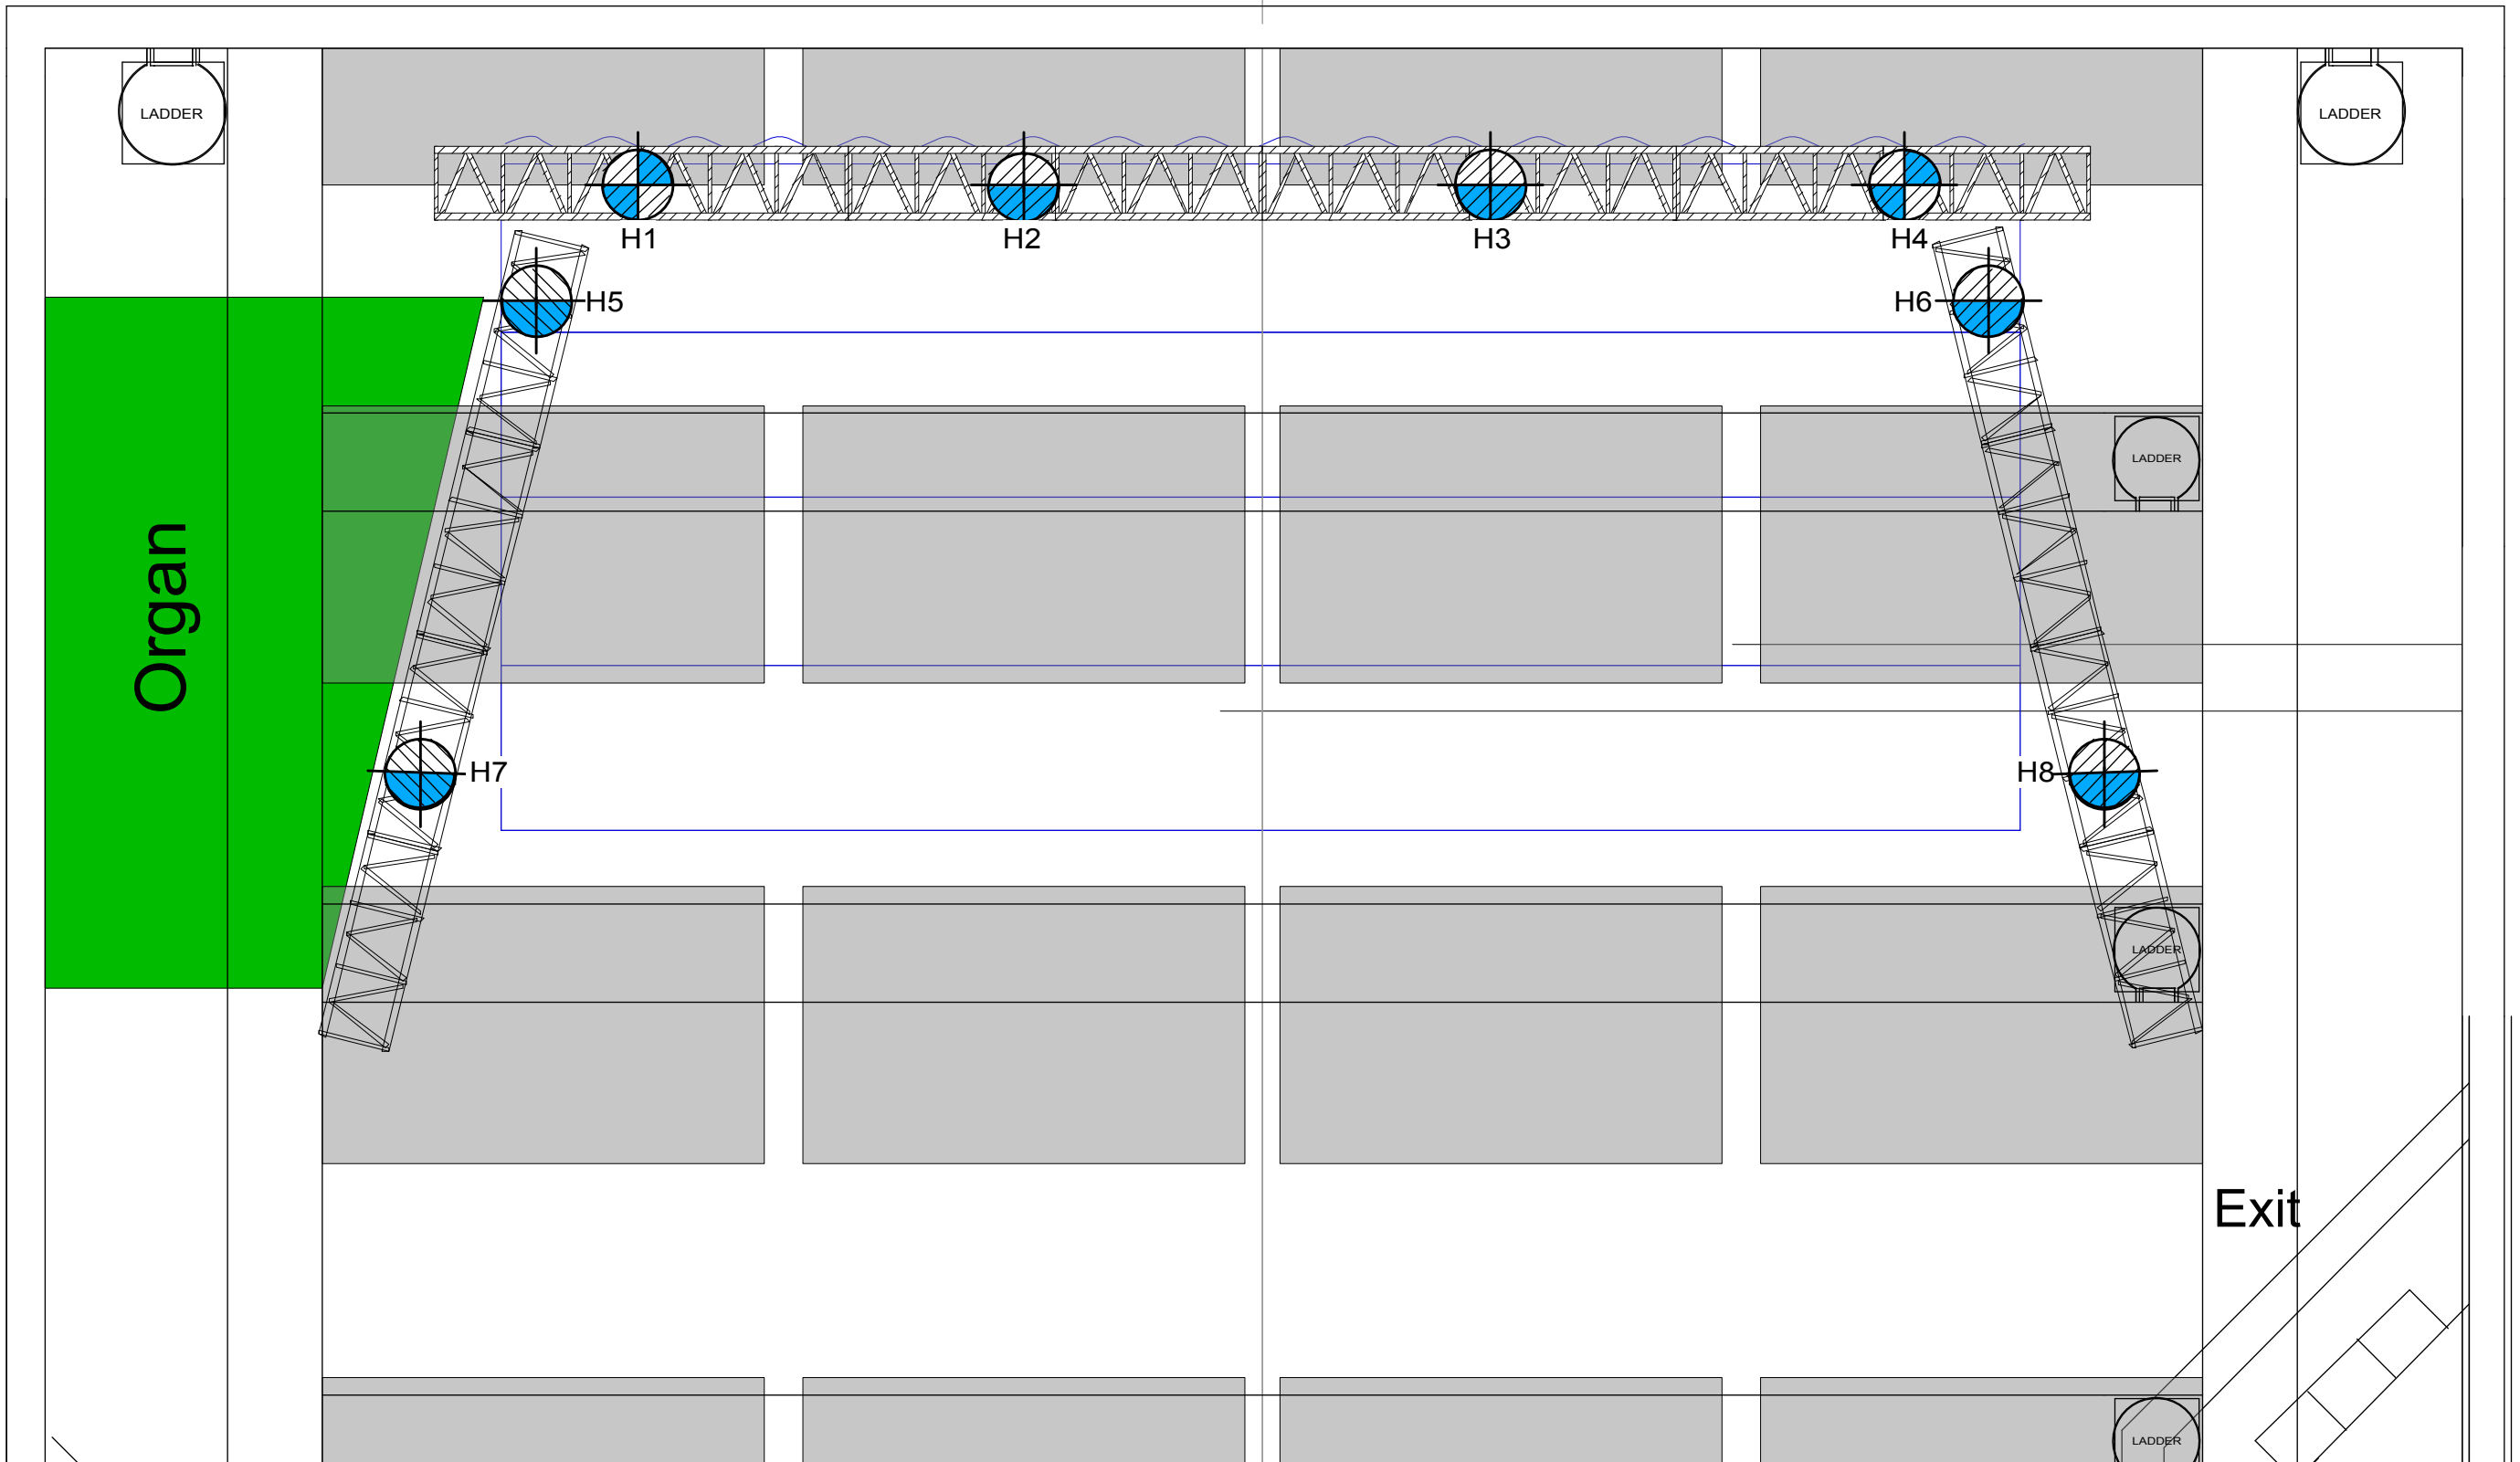 LADDER
LADDER
H1
H2
H3
H4
H5
H6
LADDER
Organ
H7
H8
LADDER
Exit
LADDER